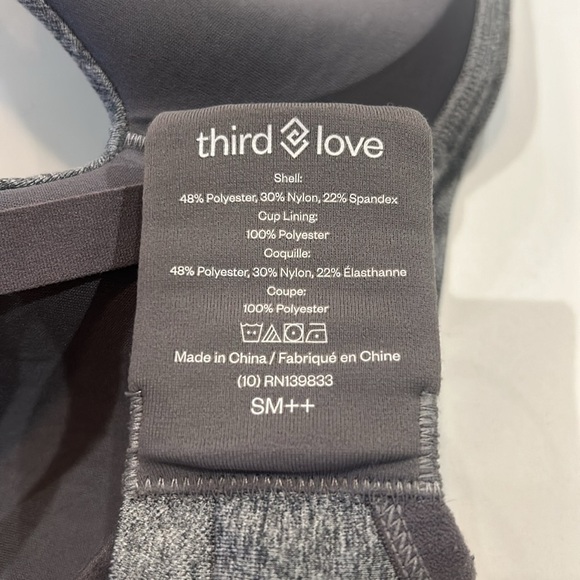 third love
Shell:
48% Polyester, 30% Nylon, 22% Spandex
Cup Lining:
100% Polyester
Coquille:
48% Polyester, 30% Nylon, 22% Élasthanne
Coupe:
100% Polyester
Made in China / Fabriqué en Chine
(10) RN139833
SM++